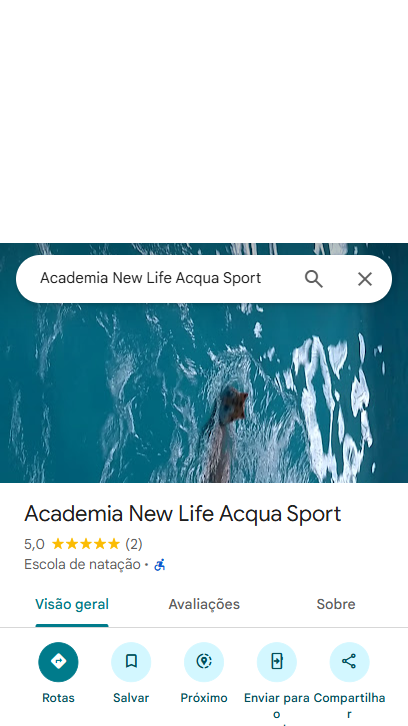 Academia New Life Acqua Sport
Academia New Life Acqua Sport
5,0 (2)
Escola de natação ·
Visão geral Avaliações Sobre
Rotas Salvar Próximo Enviar para Compartilha
o r